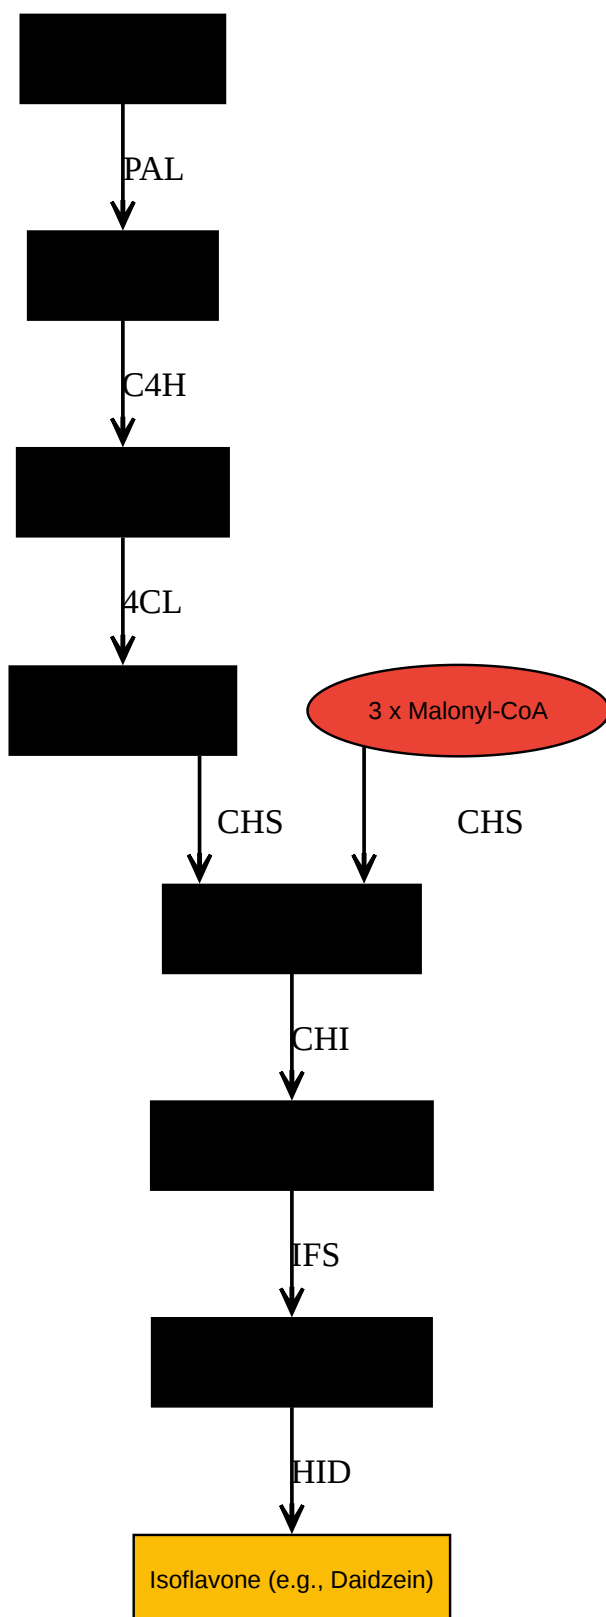 PAL
C4H
4CL
3 x Malonyl-CoA
CHS
CHS
CHI
IFS
HID
Isoflavone (e.g., Daidzein)